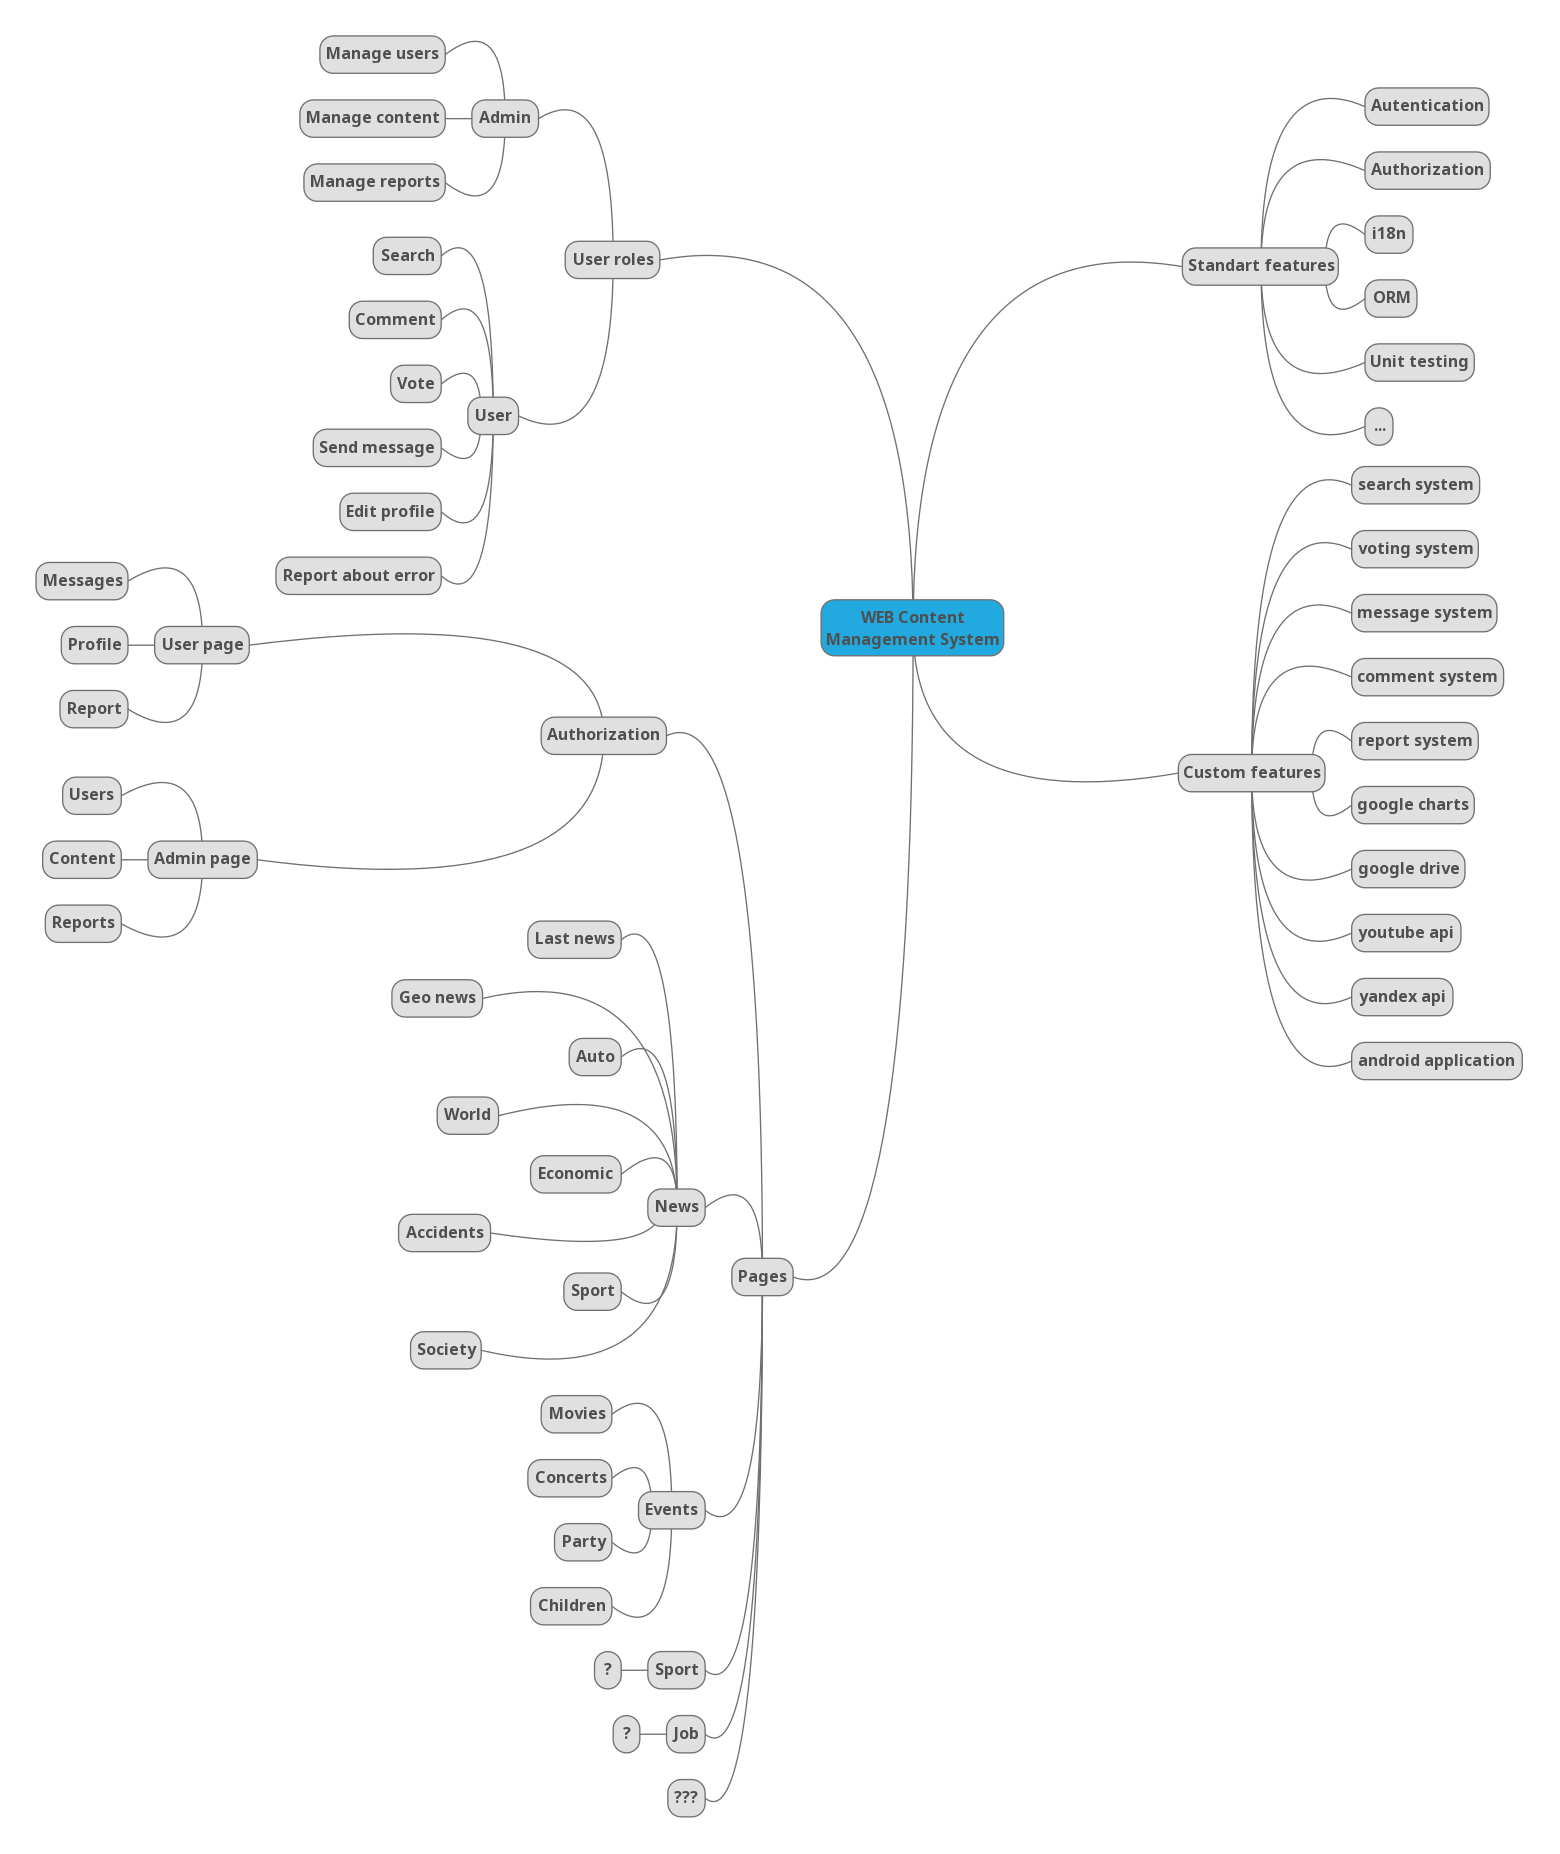 WEB Content
Management System
User roles
Admin
Manage users
Manage content
Manage reports
User
Search
Comment
Vote
Send message
Edit profile
Report about error
Standart features
Autentication
Authorization
i18n
ORM
Unit testing
...
Custom features
search system
voting system
message system
comment system
report system
google charts
google drive
youtube api
yandex api
android application
Pages
Authorization
User page
Messages
Profile
Report
Admin page
Users
Content
Reports
News
Last news
Geo news
Auto
World
Economic
Accidents
Sport
Society
Events
Movies
Concerts
Party
Children
Sport
?
Job
?
???